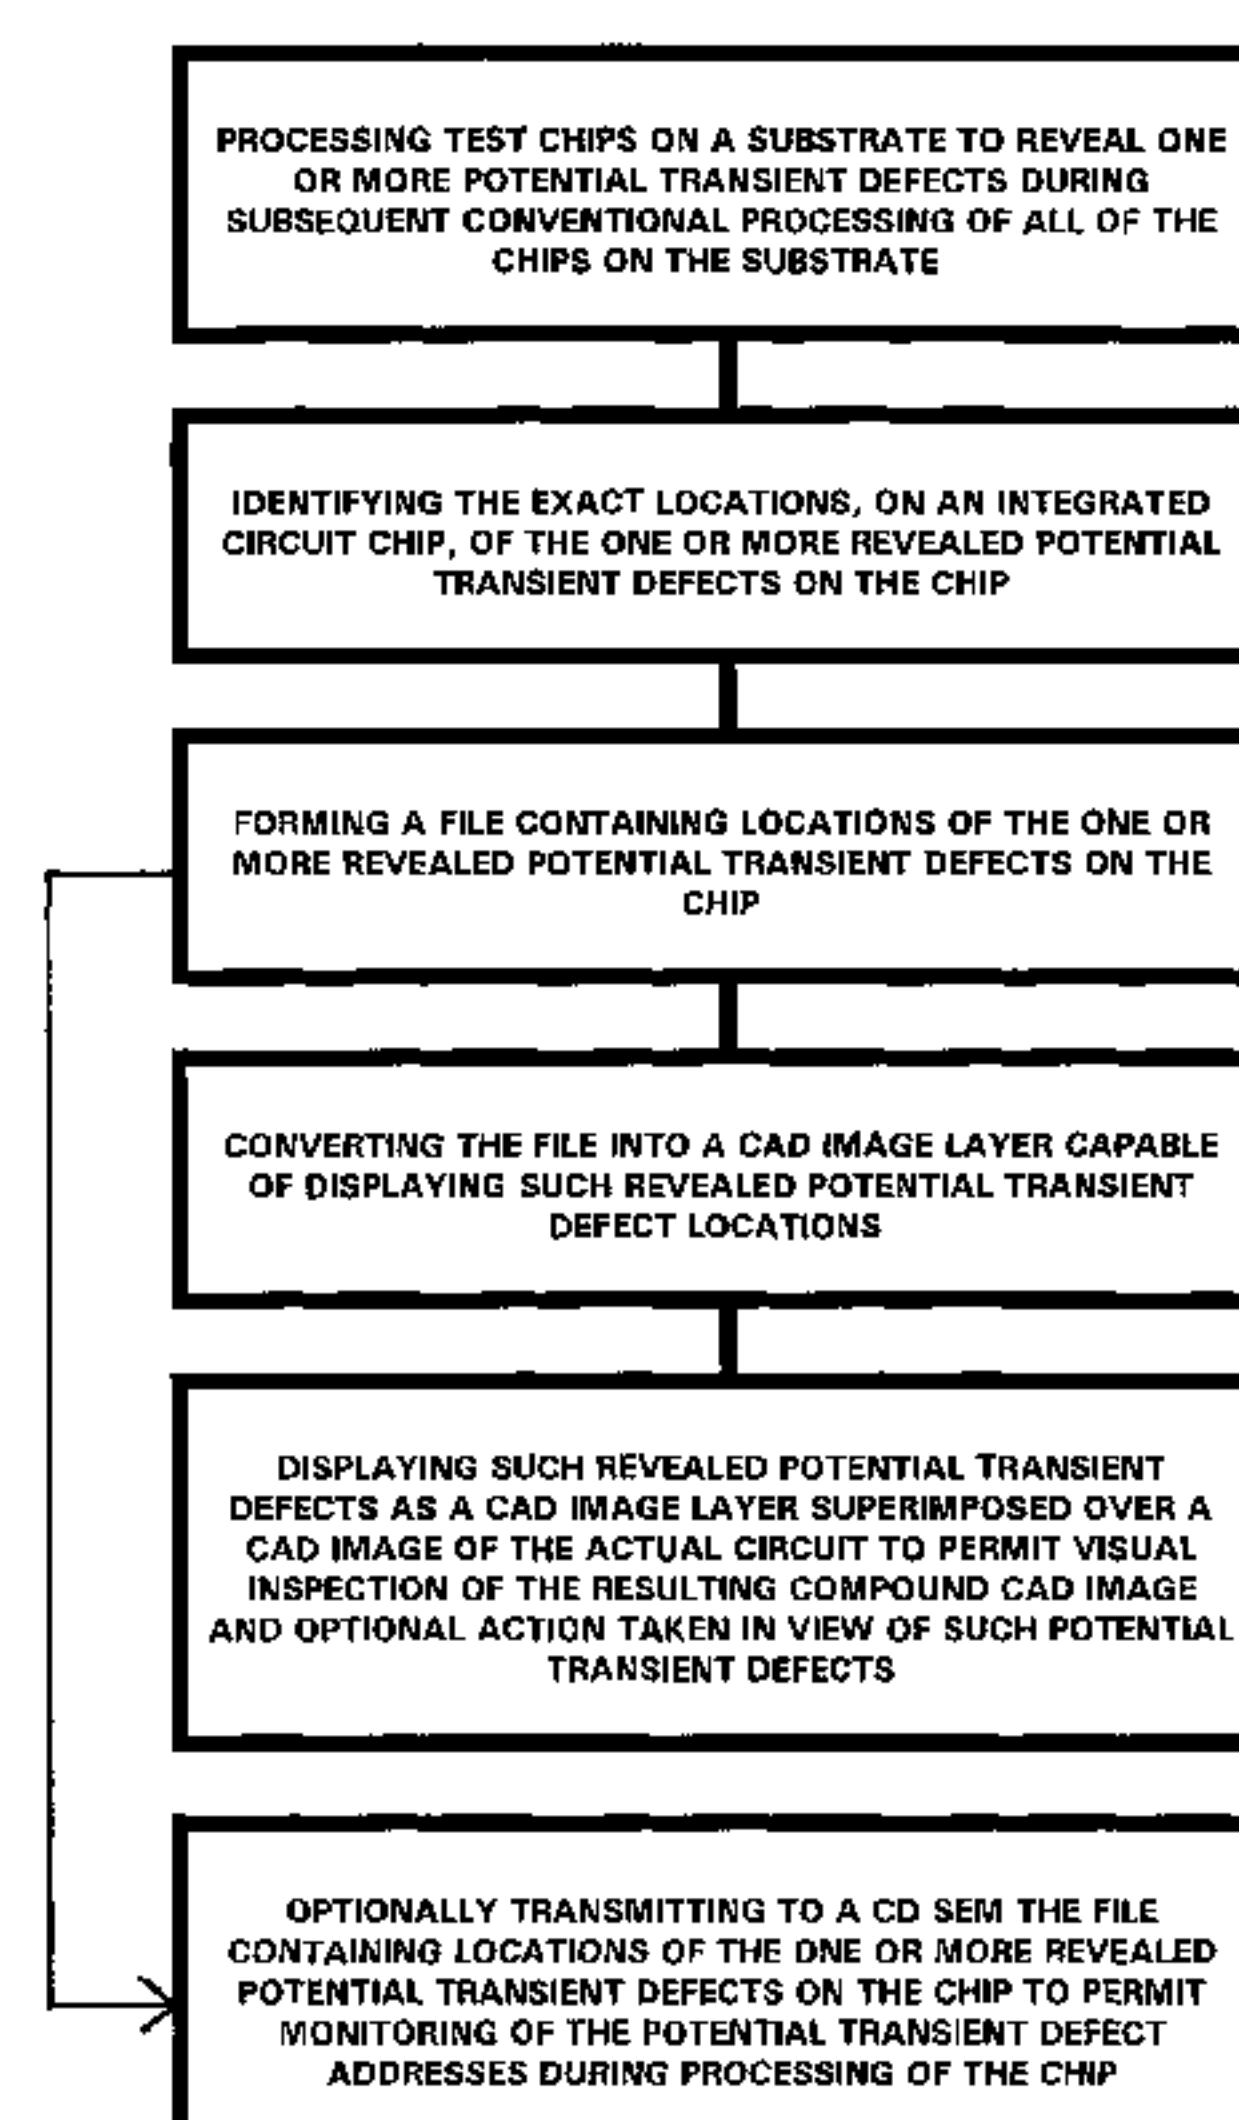 PROCESSING TEST CHIPS ON A SUBSTRATE TO REVEAL ONE
OR MORE POTENTIAL TRANSIENT DEFECTS DURING
SUBSEQUENT CONVENTIONAL PROCESSING OF ALL OF THE
CHIPS ON THE SUBSTRATE
IDENTIFYING THE EXACT LOCATIONS, ON AN INTEGRATED
CIRCUIT CHIP, OF THE ONE OR MORE REVEALED POTENTIAL
TRANSIENT DEFECTS ON THE CHIP
FORMING A FILE CONTAINING LOCATIONS OF THE ONE OR
MORE REVEALED POTENTIAL TRANSIENT DEFECTS ON THE
CHIP
CONVERTING THE FILE INTO A CAD IMAGE LAYER CAPABLE
OF DISPLAYING SUCH REVEALED POTENTIAL TRANSIENT
DEFECT LOCATIONS
DISPLAYING SUCH REVEALED POTENTIAL TRANSIENT
DEFECTS AS A CAD IMAGE LAYER SUPERIMPOSED OVER A
CAD IMAGE OF THE ACTUAL CIRCUIT TO PERMIT VISUAL
INSPECTION OF THE RESULTING COMPOUND CAD IMAGE
AND OPTIONAL ACTION TAKEN IN VIEW OF SUCH POTENTIAL
TRANSIENT DEFECTS
OPTIONALLY TRANSMITTING TO A CD SEM THE FILE
CONTAINING LOCATIONS OF THE ONE OR MORE REVEALED
POTENTIAL TRANSIENT DEFECTS ON THE CHIP TO PERMIT
MONITORING OF THE POTENTIAL TRANSIENT DEFECT
ADDRESSES DURING PROCESSING OF THE CHIP